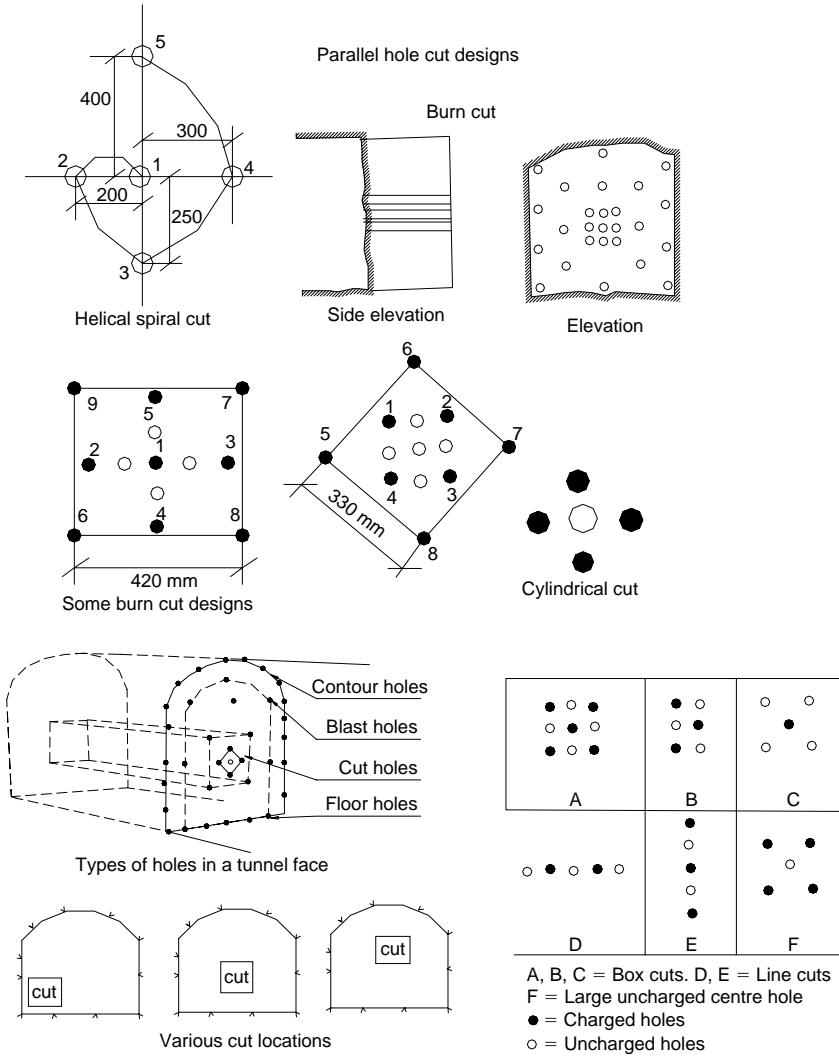 Parallel hole cut designs
5
400
300
2
1
4
200
250
3
Helical spiral cut
Burn cut
Side elevation
Elevation
9
5
7
2
1
3
6
4
8
420 mm
Some burn cut designs
6
1
2
5
7
4
3
330 mm
8
Cylindrical cut
Contour holes
Blast holes
Cut holes
Floor holes
Types of holes in a tunnel face
cut
cut
cut
Various cut locations
A
B
C
D
E
F
A, B, C = Box cuts. D, E = Line cuts
F = Large uncharged centre hole
= Charged holes
= Uncharged holes